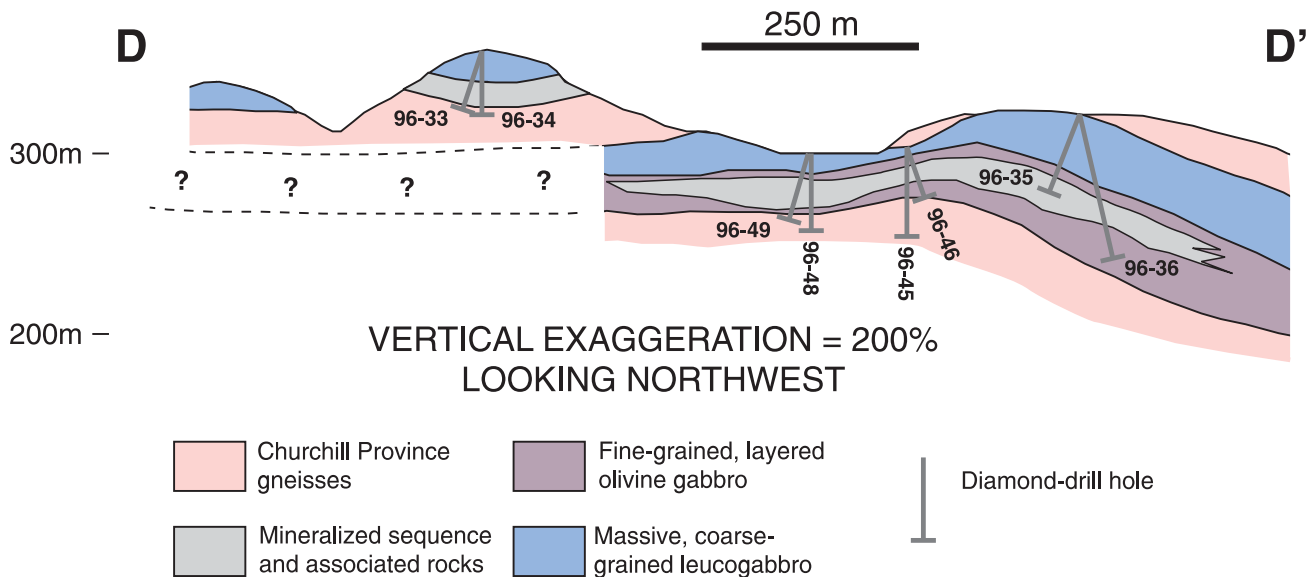 D
250 m
D'
96-33
96-34
300m
?
?
?
?
96-35
96-49
96-48
96-45
96-46
96-36
200m
VERTICAL EXAGGERATION = 200%
LOOKING NORTHWEST
Churchill Province
gneisses
Fine-grained, layered
olivine gabbro
Diamond-drill hole
Mineralized sequence
and associated rocks
Massive, coarse-
grained leucogabbro